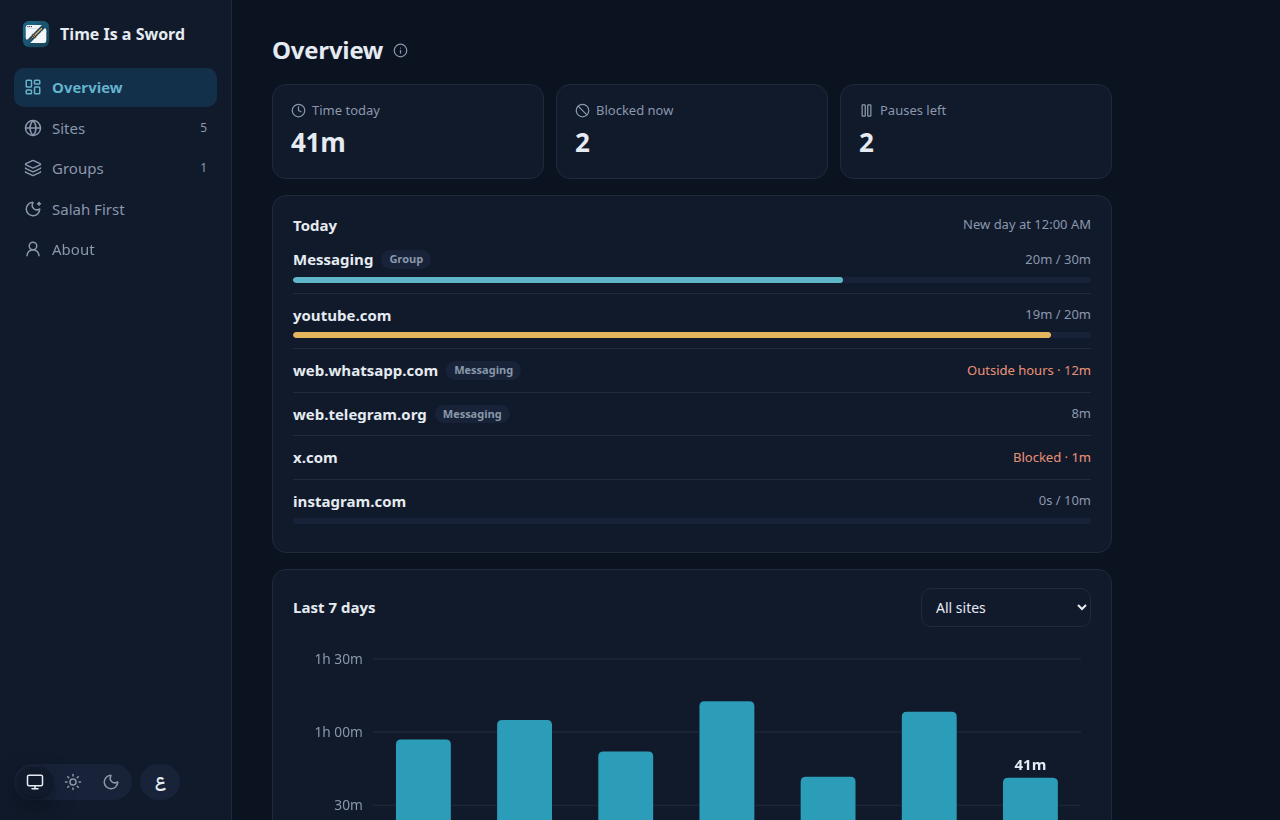 Time Is a Sword
Overview
Sites 5
Groups 1
Salah First
About
ع
Overview
Time today
41m
Blocked now
2
Pauses left
2
Today New day at 12:00 AM
Messaging Group 20m / 30m
youtube.com 19m / 20m
web.whatsapp.com Messaging Outside hours · 12m
web.telegram.org Messaging 8m
x.com Blocked · 1m
instagram.com 0s / 10m
Last 7 days All sites
1h 30m
1h 00m
41m
30m